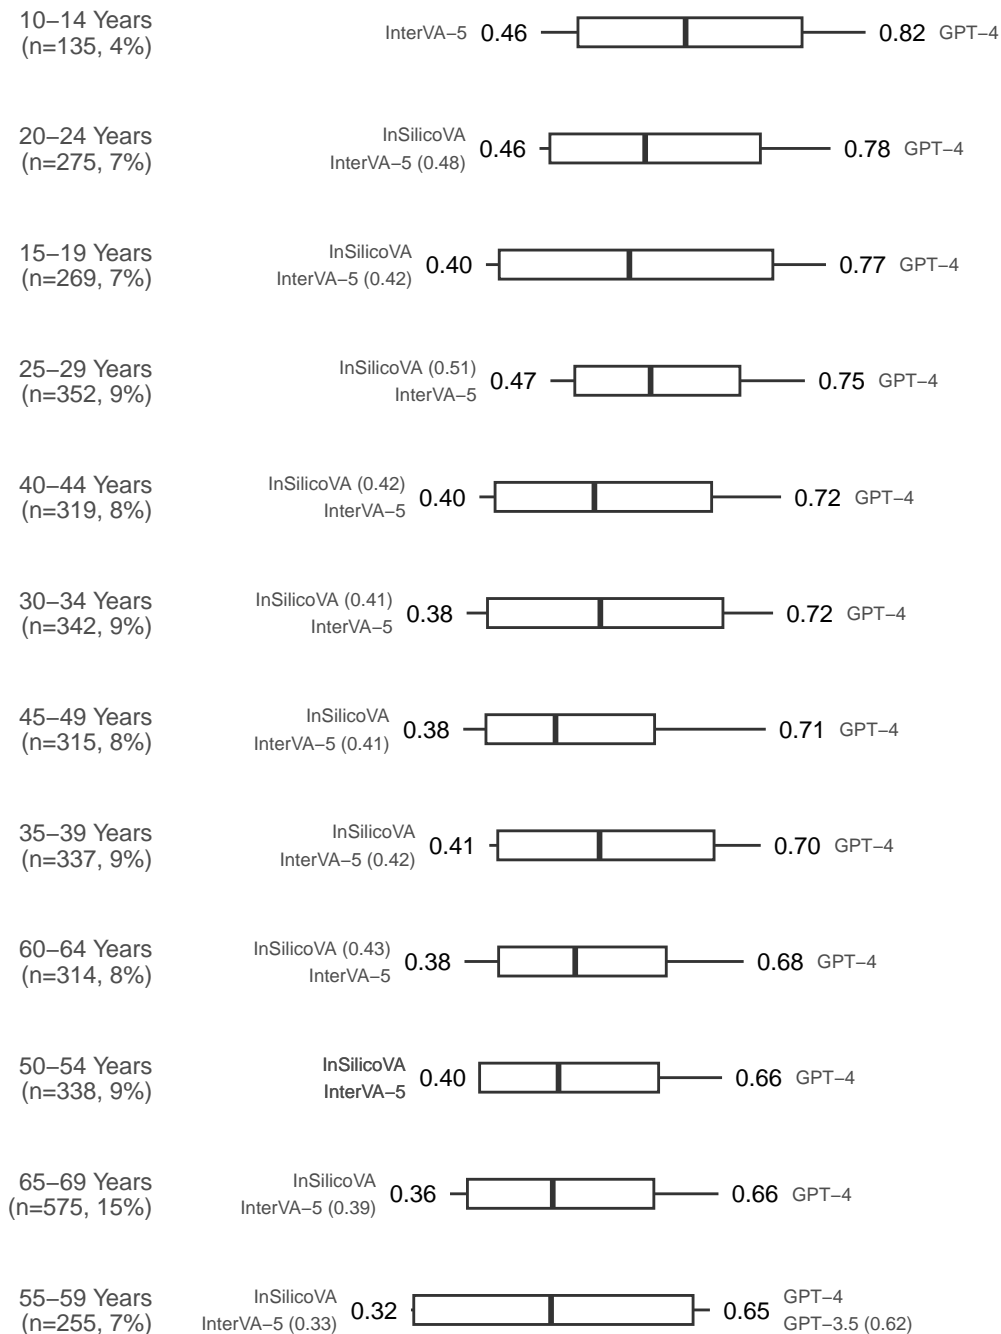 10–14 Years
(n=135, 4%)
InterVA–5 0.46 0.82 GPT–4
20–24 Years
(n=275, 7%)
InSilicoVA
InterVA–5 (0.48)
0.46 0.78 GPT–4
15–19 Years
(n=269, 7%)
InSilicoVA
InterVA–5 (0.42)
0.40 0.77 GPT–4
25–29 Years
(n=352, 9%)
InSilicoVA (0.51)
InterVA–5
0.47 0.75 GPT–4
40–44 Years
(n=319, 8%)
InSilicoVA (0.42)
InterVA–5
0.40 0.72 GPT–4
30–34 Years
(n=342, 9%)
InSilicoVA (0.41)
InterVA–5
0.38 0.72 GPT–4
45–49 Years
(n=315, 8%)
InSilicoVA
InterVA–5 (0.41)
0.38 0.71 GPT–4
35–39 Years
(n=337, 9%)
InSilicoVA
InterVA–5 (0.42)
0.41 0.70 GPT–4
60–64 Years
(n=314, 8%)
InSilicoVA (0.43)
InterVA–5
0.38 0.68 GPT–4
50–54 Years
(n=338, 9%)
InSilicoVA
InterVA–5
0.40 0.66 GPT–4
65–69 Years
(n=575, 15%)
InSilicoVA
InterVA–5 (0.39)
0.36 0.66 GPT–4
55–59 Years
(n=255, 7%)
InSilicoVA
InterVA–5 (0.33)
0.32 0.65
GPT–4
GPT–3.5 (0.62)